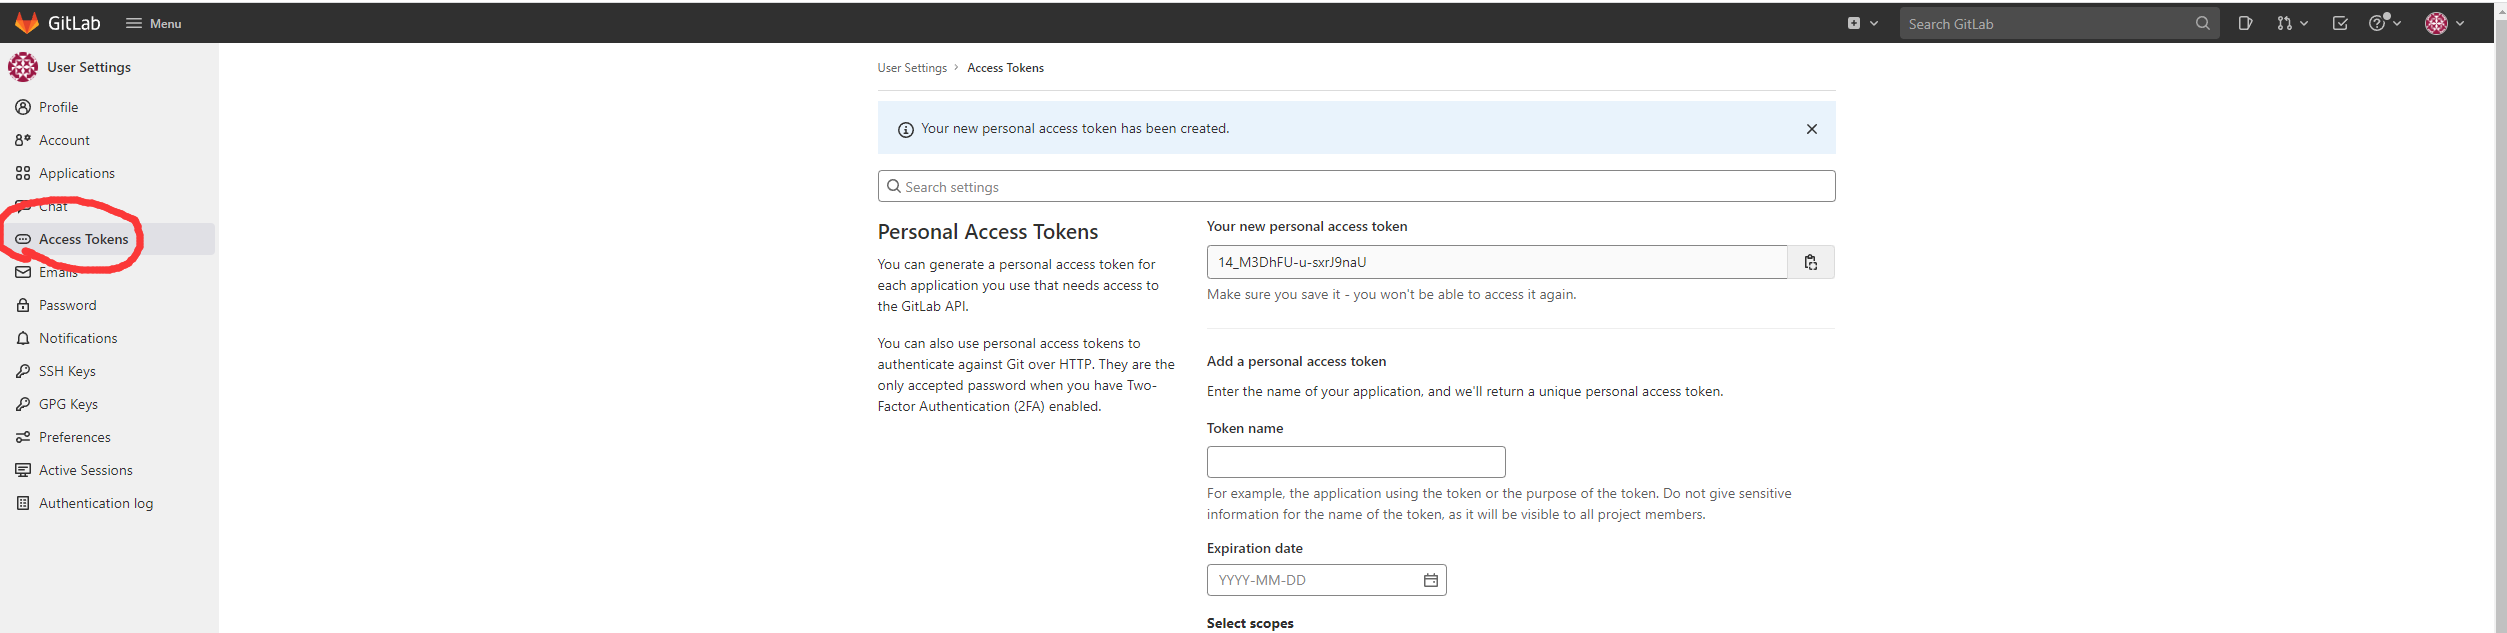 GitLab
Menu
Search GitLab
User Settings
Profile
Account
Applications
Chat
Access Tokens
Emails
Password
Notifications
SSH Keys
GPG Keys
Preferences
Active Sessions
Authentication log
User Settings › Access Tokens
Your new personal access token has been created.
Search settings
Personal Access Tokens
You can generate a personal access token for
each application you use that needs access to
the GitLab API.
You can also use personal access tokens to
authenticate against Git over HTTP. They are the
only accepted password when you have Two-
Factor Authentication (2FA) enabled.
Your new personal access token
14_M3DhFU-u-sxrJ9naU
Make sure you save it - you won't be able to access it again.
Add a personal access token
Enter the name of your application, and we'll return a unique personal access token.
Token name
For example, the application using the token or the purpose of the token. Do not give sensitive
information for the name of the token, as it will be visible to all project members.
Expiration date
YYYY-MM-DD
Select scopes